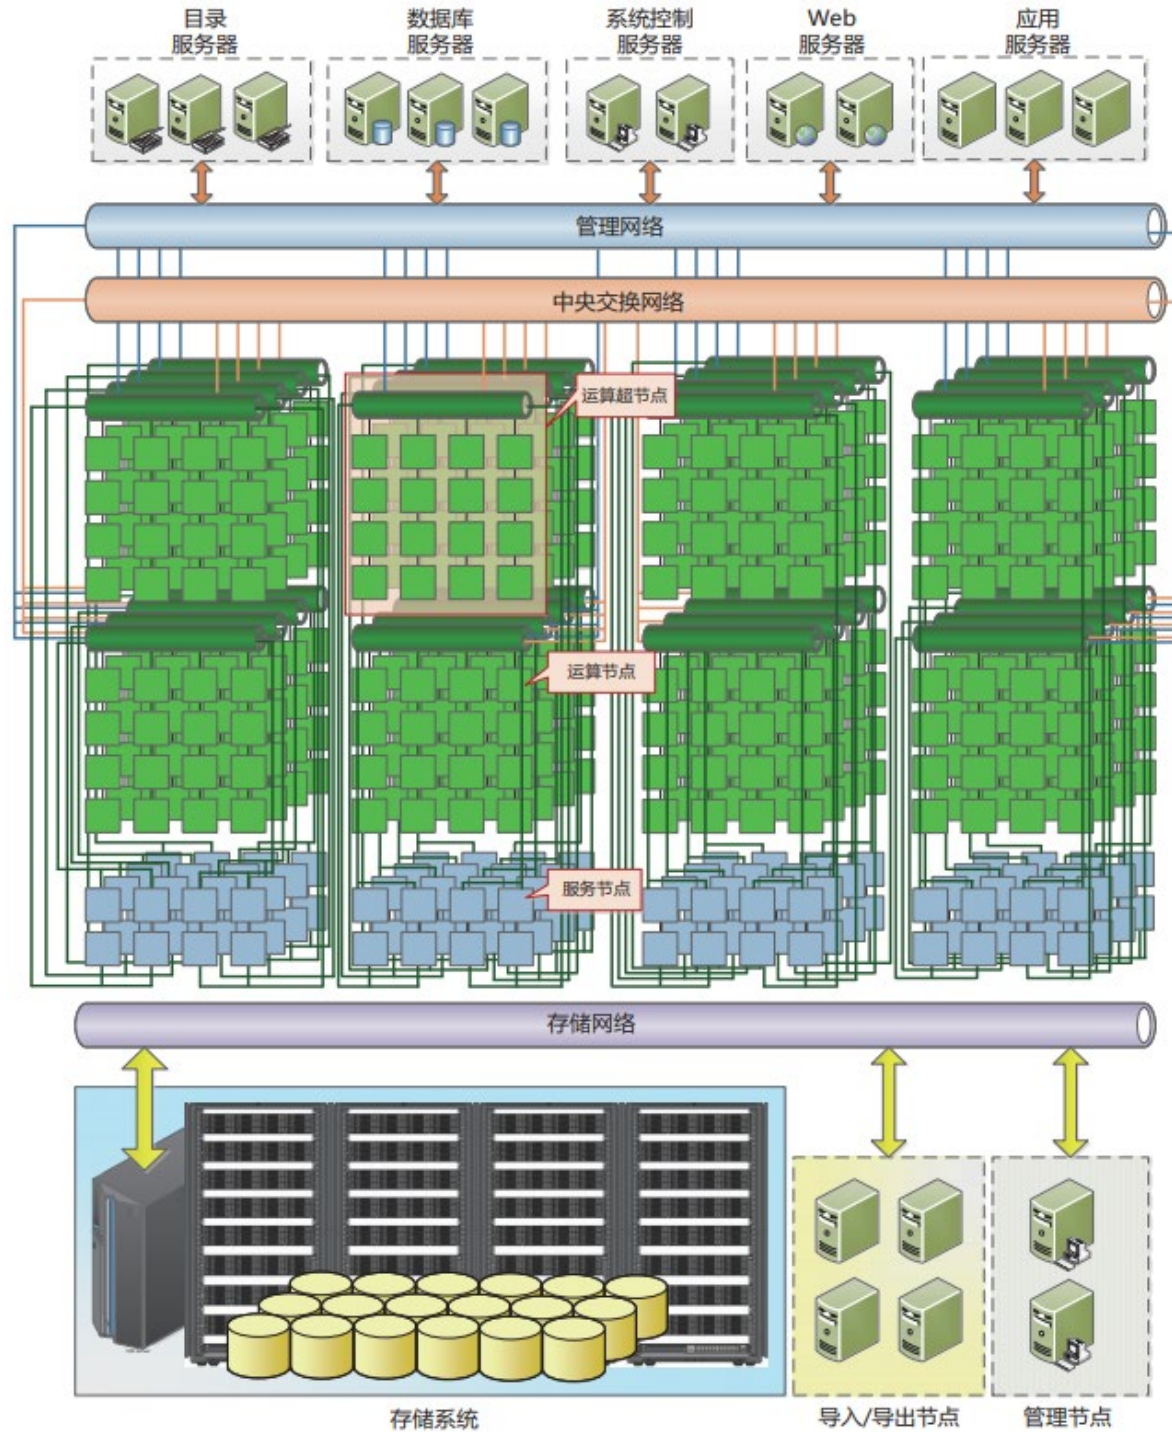 目录
服务器
数据库
服务器
系统控制
服务器
Web
服务器
应用
服务器
管理网络
中央交换网络
运算超节点
运算节点
服务节点
存储网络
存储系统
导入/导出节点
管理节点